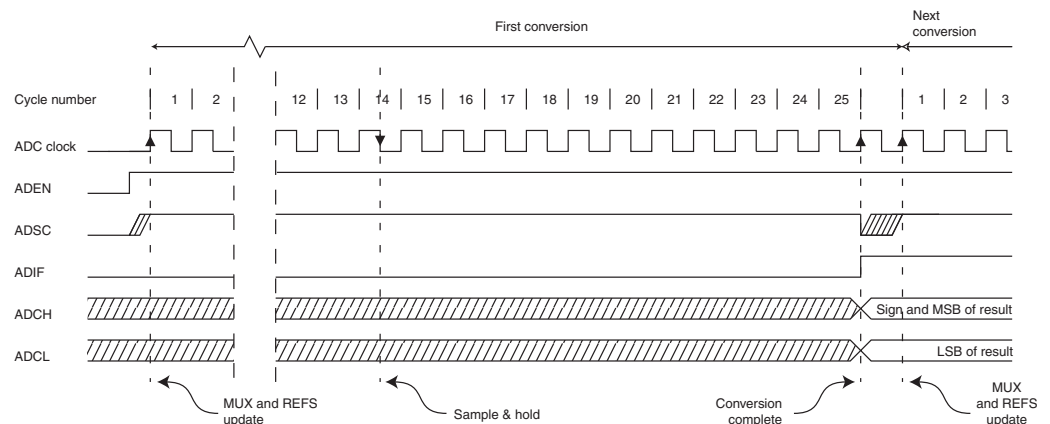 First conversion
Next
conversion
Cycle number 1 2 12 13 14 15 16 17 18 19 20 21 22 23 24 25 1 2 3
ADC clock
ADEN
ADSC
ADIF
ADCH Sign and MSB of result
ADCL LSB of result
MUX and REFS
update
Sample & hold
Conversion
complete
MUX
and REFS
update